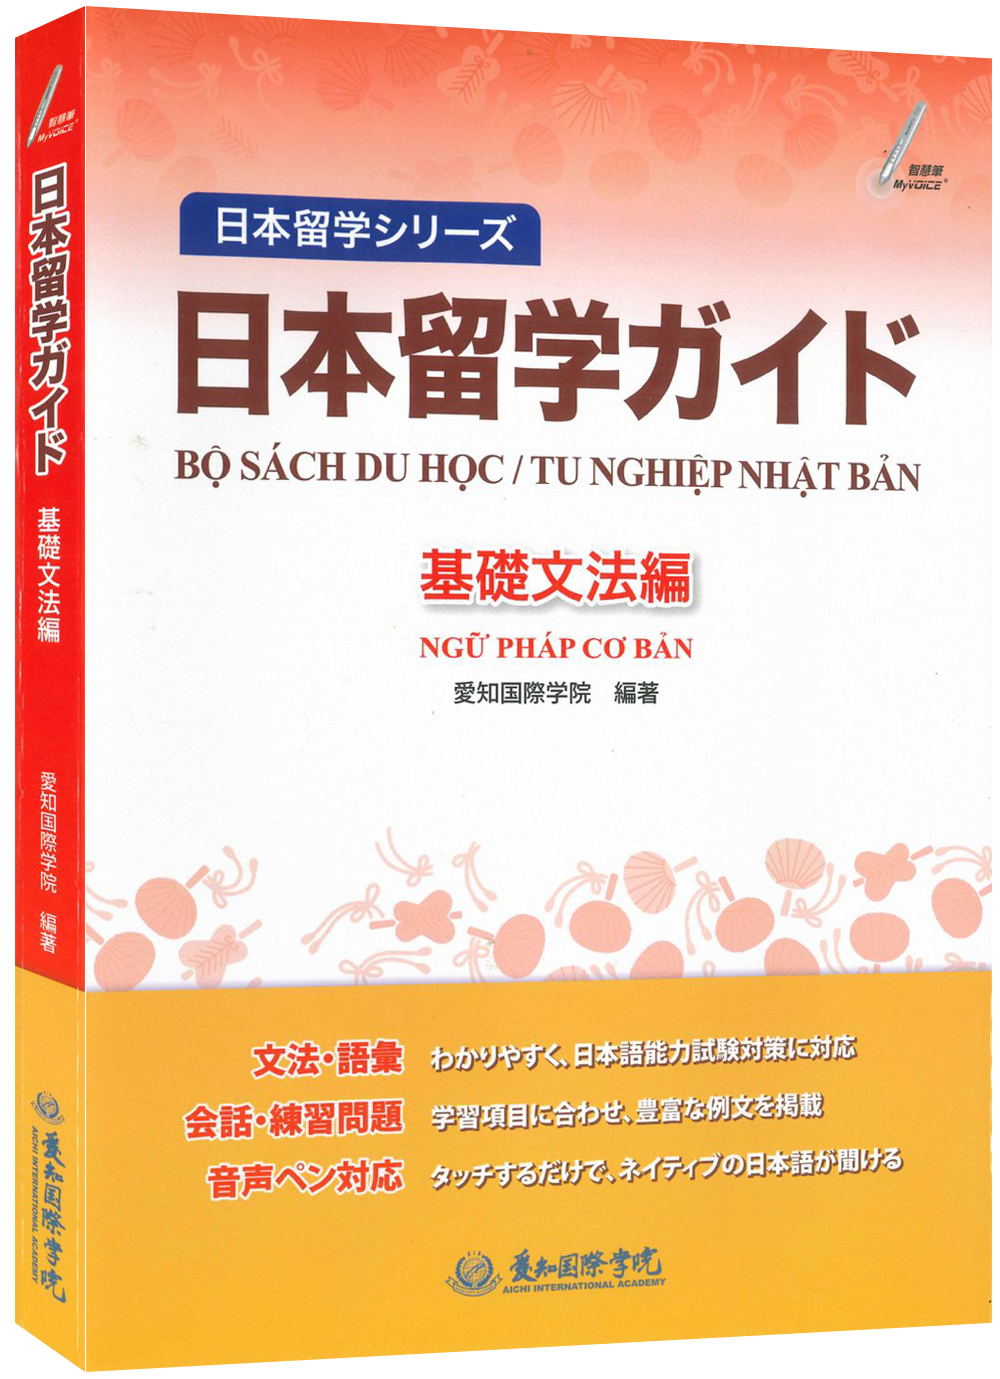 智慧筆
MyVOICE®
日本留学ガイド
基礎文法編
愛知国際学院 編著
愛知国際学院
AICHI INTERNATIONAL ACADEMY
智慧筆
MyVOICE®
日本留学シリーズ
日本留学ガイド
BỘ SÁCH DU HỌC / TU NGHIỆP NHẬT BẢN
基礎文法編
NGỮ PHÁP CƠ BẢN
愛知国際学院 編著
文法・語彙 わかりやすく、日本語能力試験対策に対応
会話・練習問題 学習項目に合わせ、豊富な例文を掲載
音声ペン対応 タッチするだけで、ネイティブの日本語が聞ける
愛知国際学院
AICHI INTERNATIONAL ACADEMY